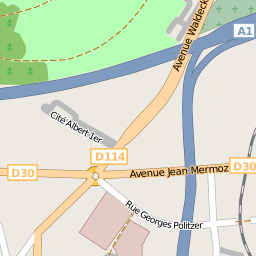 A1
Avenue Waldeck
Cité Albert 1er
D114
D30
Avenue Jean Mermoz
D30
Rue Georges Politzer